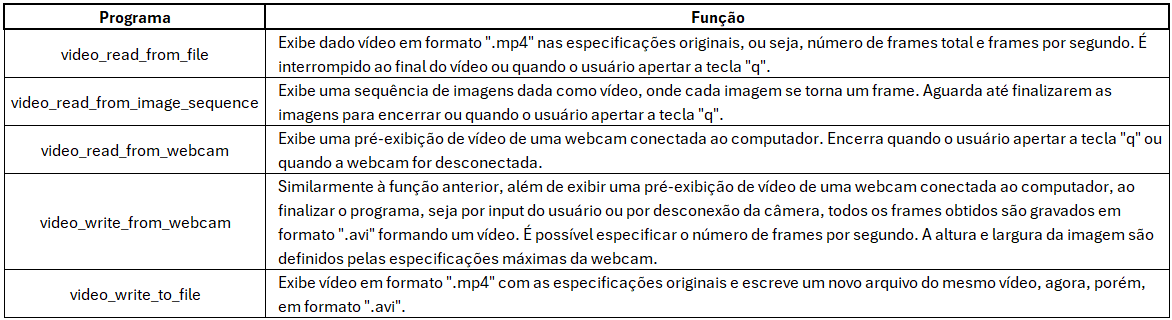 Programa Função
video_read_from_file
Exibe dado vídeo em formato ".mp4" nas especificações originais, ou seja, número de frames total e frames por segundo. É
interrompido ao final do vídeo ou quando o usuário apertar a tecla "q".
video_read_from_image_sequence
Exibe uma sequência de imagens dada como vídeo, onde cada imagem se torna um frame. Aguarda até finalizarem as
imagens para encerrar ou quando o usuário apertar a tecla "q".
video_read_from_webcam
Exibe uma pré-exibição de vídeo de uma webcam conectada ao computador. Encerra quando o usuário apertar a tecla "q" ou
quando a webcam for desconectada.
video_write_from_webcam
Similarmente à função anterior, além de exibir uma pré-exibição de vídeo de uma webcam conectada ao computador, ao
finalizar o programa, seja por input do usuário ou por desconexão da câmera, todos os frames obtidos são gravados em
formato ".avi" formando um vídeo. É possível especificar o número de frames por segundo. A altura e largura da imagem são
definidos pelas especificações máximas da webcam.
video_write_to_file
Exibe vídeo em formato ".mp4" com as especificações originais e escreve um novo arquivo do mesmo vídeo, agora, porém,
em formato ".avi".